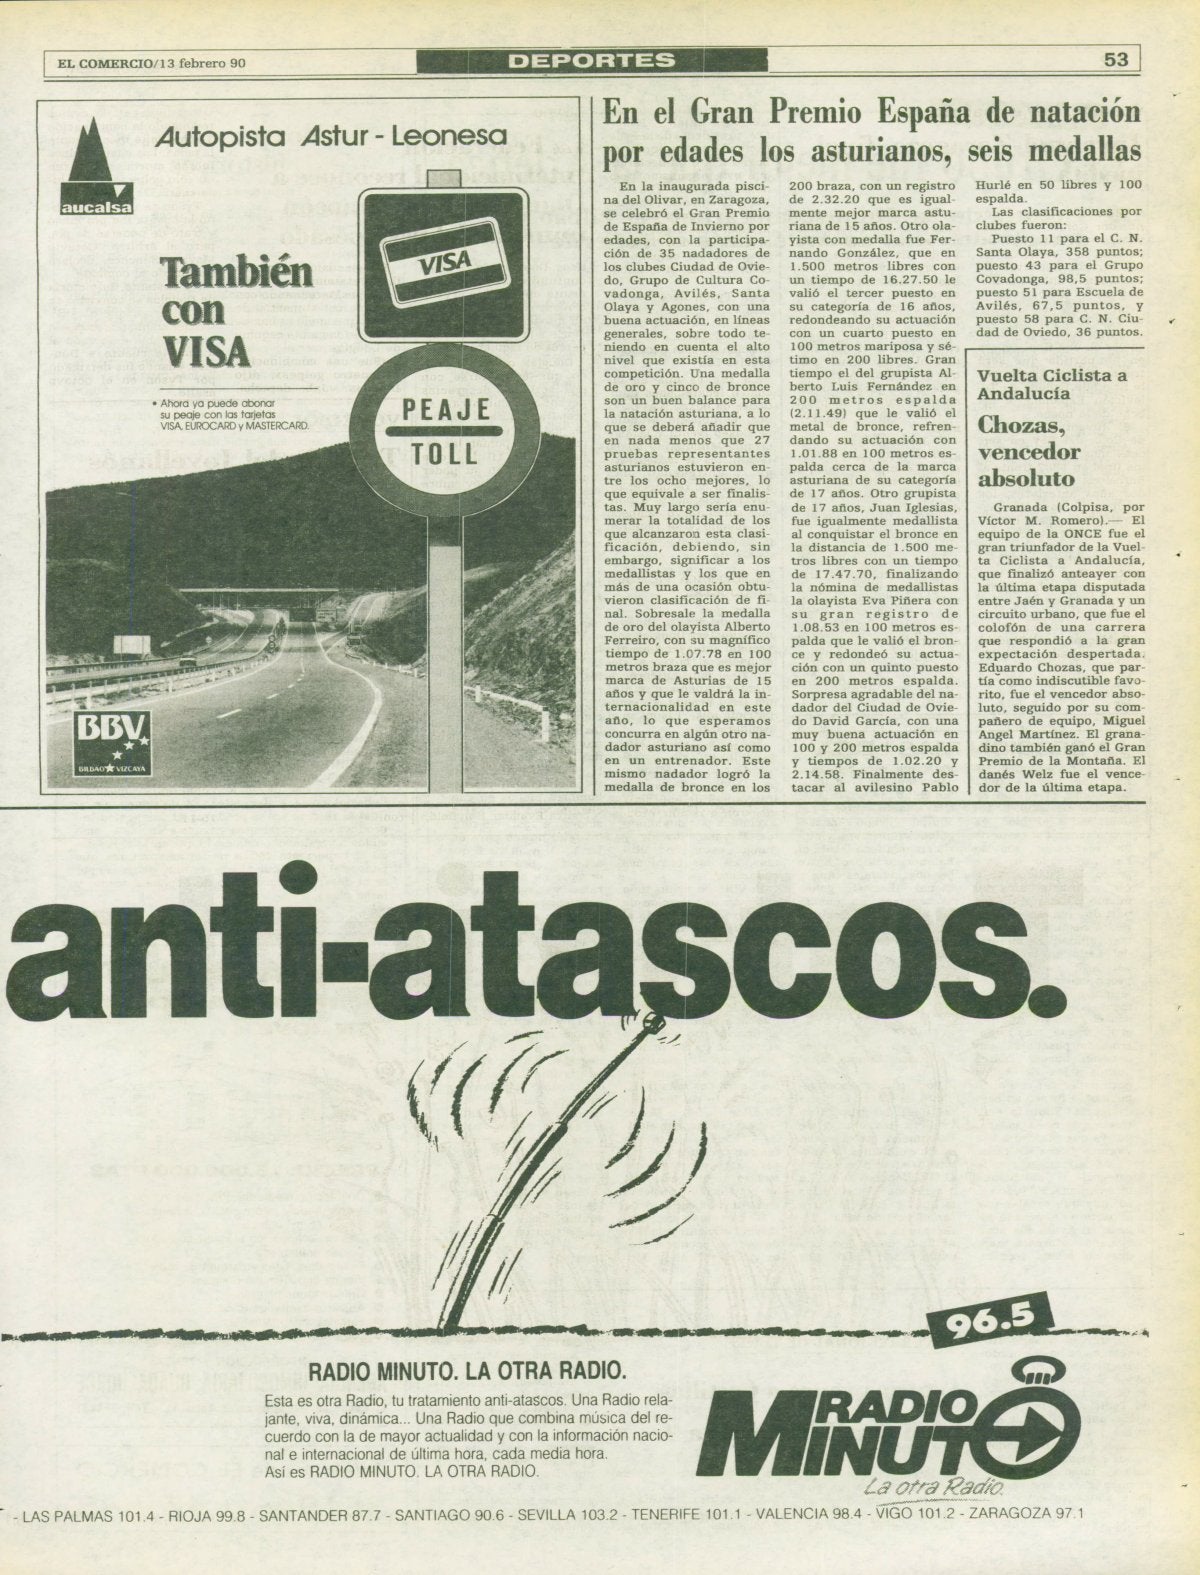 EL COMERCIO/13 febrero 90
DEPORTES
53
Autopista Astur - Leonesa
aucalsa
También
con
VISA
• Ahora ya puede abonar
su peaje con las tarjetas
VISA, EUROCARD y MASTERCARD.
VISA
PEAJE
TOLL
BBV
BILBAO VIZCAYA
En el Gran Premio España de natación
por edades los asturianos, seis medallas
En la inaugurada pisci-
na del Olivar, en Zaragoza,
se celebró el Gran Premio
de España de Invierno por
edades, con la participa-
ción de 35 nadadores de
los clubes Ciudad de Ovie-
do, Grupo de Cultura Co-
vadonga, Avilés, Santa
Olaya y Agones, con una
buena actuación, en líneas
generales, sobre todo te-
niendo en cuenta el alto
nivel que existía en esta
competición. Una medalla
de oro y cinco de bronce
son un buen balance para
la natación asturiana, a lo
que se deberá añadir que
en nada menos que 27
pruebas representantes
asturianos estuvieron en-
tre los ocho mejores, lo
que equivale a ser finalis-
tas. Muy largo sería enu-
merar la totalidad de los
que alcanzaron esta clasi-
ficación, debiendo, sin
embargo, significar a los
medallistas y los que en
más de una ocasión obtu-
vieron clasificación de fi-
nal. Sobresale la medalla
de oro del olayista Alberto
Ferreiro, con su magnífico
tiempo de 1.07.78 en 100
metros braza que es mejor
marca de Asturias de 15
años y que le valdrá la in-
ternacionalidad en este
año, lo que esperamos
concurra en algún otro na-
dador asturiano así como
en un entrenador. Este
mismo nadador logró la
medalla de bronce en los
200 braza, con un registro
de 2.32.20 que es igual-
mente mejor marca astu-
riana de 15 años. Otro ola-
yista con medalla fue Fer-
nando González, que en
1.500 metros libres con
un tiempo de 16.27.50 le
valió el tercer puesto en
su categoría de 16 años,
redondeando su actuación
con un cuarto puesto en
100 metros mariposa y sé-
timo en 200 libres. Gran
tiempo el del grupista Al-
berto Luis Fernández en
200 metros espalda
(2.11.49) que le valió el
metal de bronce, refren-
dando su actuación con
1.01.88 en 100 metros es-
palda cerca de la marca
asturiana de su categoría
de 17 años. Otro grupista
de 17 años, Juan Iglesias,
fue igualmente medallista
al conquistar el bronce en
la distancia de 1.500 me-
tros libres con un tiempo
de 17.47.70, finalizando
la nómina de medallistas
la olayista Eva Piñera con
su gran registro de
1.08.53 en 100 metros es-
palda que le valió el bron-
ce y redondeó su actua-
ción con un quinto puesto
en 200 metros espalda.
Sorpresa agradable del na-
dador del Ciudad de Ovie-
do David García, con una
muy buena actuación en
100 y 200 metros espalda
y tiempos de 1.02.20 y
2.14.58. Finalmente des-
tacar al avilesino Pablo
Hurlé en 50 libres y 100
espalda.
Las clasificaciones por
clubes fueron:
Puesto 11 para el C. N.
Santa Olaya, 358 puntos;
puesto 43 para el Grupo
Covadonga, 98,5 puntos;
puesto 51 para Escuela de
Avilés, 67,5 puntos, y
puesto 58 para C. N. Ciu-
dad de Oviedo, 36 puntos.
Vuelta Ciclista a
Andalucía
Chozas,
vencedor
absoluto
Granada (Colpisa, por
Víctor M. Romero).— El
equipo de la ONCE fue el
gran triunfador de la Vuel-
ta Ciclista a Andalucía,
que finalizó anteayer con
la última etapa disputada
entre Jaén y Granada y un
circuito urbano, que fue el
colofón de una carrera
que respondió a la gran
expectación despertada.
Eduardo Chozas, que par-
tía como indiscutible favo-
rito, fue el vencedor abso-
luto, seguido por su com-
pañero de equipo, Miguel
Angel Martínez. El grana-
dino también ganó el Gran
Premio de la Montaña. El
danés Welz fue el vence-
dor de la última etapa.
anti-atascos.
96.5
RADIO MINUTO. LA OTRA RADIO.
Esta es otra Radio, tu tratamiento anti-atascos. Una Radio rela-
jante, viva, dinámica... Una Radio que combina música del re-
cuerdo con la de mayor actualidad y con la información nacio-
nal e internacional de última hora, cada media hora.
Así es RADIO MINUTO. LA OTRA RADIO.
RADIO
MINUTO
La otra Radio.
- LAS PALMAS 101.4 - RIOJA 99.8 - SANTANDER 87.7 - SANTIAGO 90.6 - SEVILLA 103.2 - TENERIFE 101.1 - VALENCIA 98.4 - VIGO 101.2 - ZARAGOZA 97.1